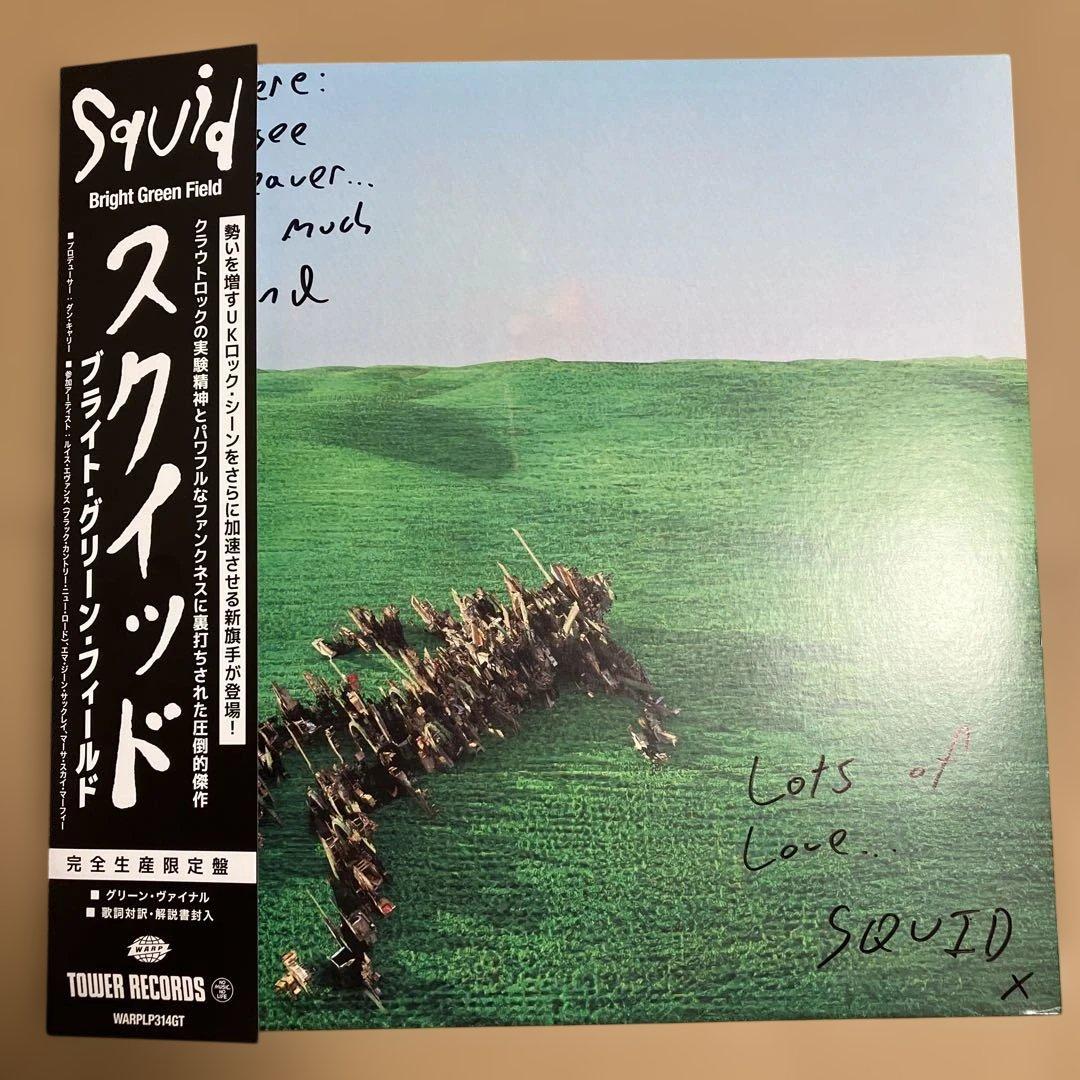 Squid
Bright Green Field
勢いを増すUKロック・シーンをさらに加速させる新旗手が登場！
クラウトロックの実験精神とパワフルなファンクネスに裏打ちされた圧倒的傑作
スクイッド
ブライト・グリーン・フィールド
■ プロデューサー：ダン・キャリー ■ 参加アーティスト：ルイス・エヴァンス（ブラック・カントリー・ニュー・ロード）、エマ・ジーン・サックレイ、マーサ・スカイ・マーフィー
完全生産限定盤
■ グリーン・ヴァイナル
■ 歌詞対訳・解説書封入
WARP
TOWER RECORDS NO MUSIC, NO LIFE
WARPLP314GT
ere:
see
eaver...
much
nd
Lots of
Love...
SQUID
x